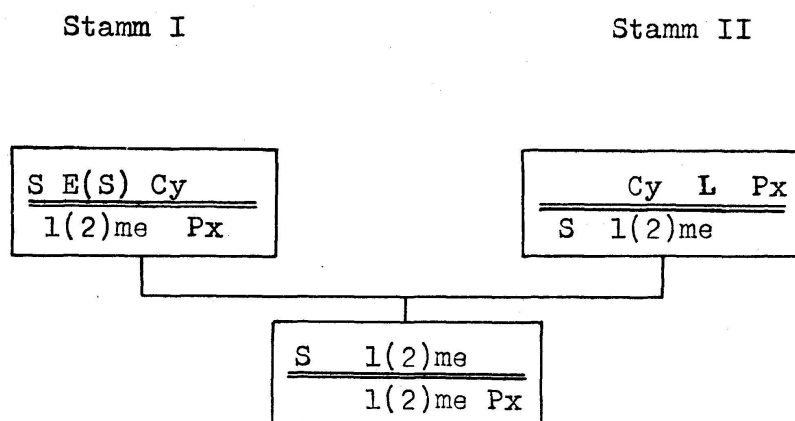 Stamm I
Stamm II
S E(S) Cy
l(2)me Px
Cy L Px
S l(2)me
S l(2)me
l(2)me Px